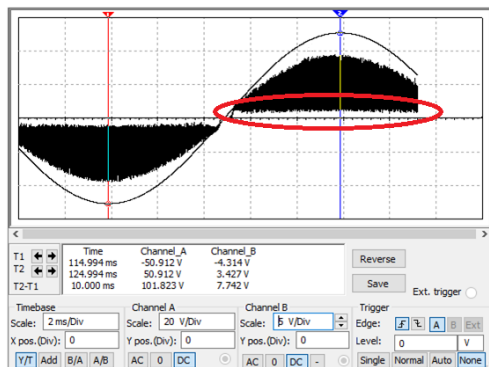 1 2
T1 Time Channel_A Channel_B
114.994 ms -50.912 V -4.314 V
T2 124.994 ms 50.912 V 3.427 V
T2-T1 10.000 ms 101.823 V 7.742 V
Reverse
Save
Ext. trigger
Timebase
Scale: 2 ms/Div
X pos.(Div): 0
Y/T Add B/A A/B
Channel A
Scale: 20 V/Div
Y pos.(Div): 0
AC 0 DC
Channel B
Scale: 5 V/Div
Y pos.(Div): 0
AC 0 DC -
Trigger
Edge: A B Ext
Level: 0 V
Single Normal Auto None